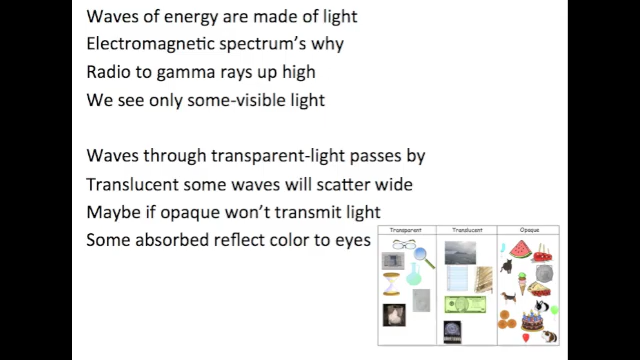 Waves of energy are made of light
Electromagnetic spectrum's why
Radio to gamma rays up high
We see only some-visible light
Waves through transparent-light passes by
Translucent some waves will scatter wide
Maybe if opaque won't transmit light
Some absorbed reflect color to eyes
Transparent Translucent Opaque